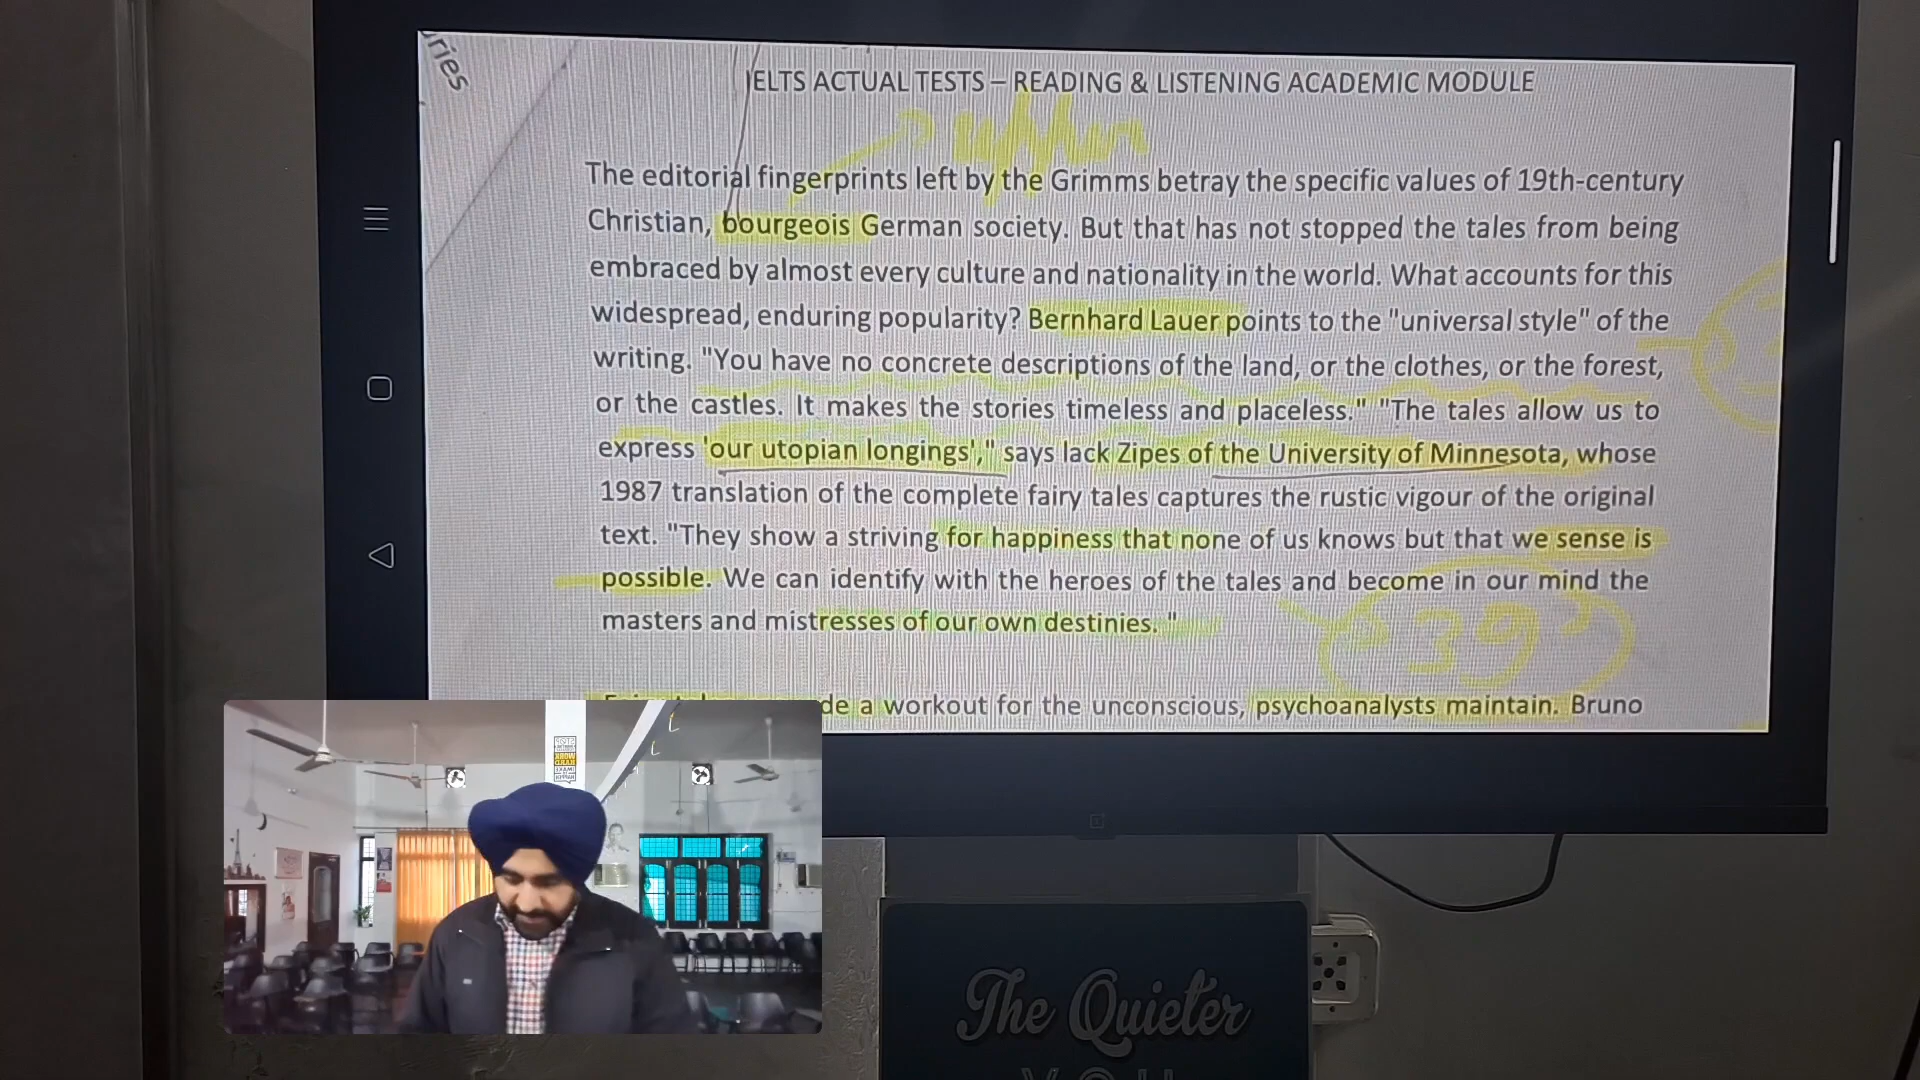 ries
IELTS ACTUAL TESTS – READING & LISTENING ACADEMIC MODULE
The editorial fingerprints left by the Grimms betray the specific values of 19th-century
Christian, bourgeois German society. But that has not stopped the tales from being
embraced by almost every culture and nationality in the world. What accounts for this
widespread, enduring popularity? Bernhard Lauer points to the "universal style" of the
writing. "You have no concrete descriptions of the land, or the clothes, or the forest,
or the castles. It makes the stories timeless and placeless." "The tales allow us to
express 'our utopian longings'," says lack Zipes of the University of Minnesota, whose
1987 translation of the complete fairy tales captures the rustic vigour of the original
text. "They show a striving for happiness that none of us knows but that we sense is
possible. We can identify with the heroes of the tales and become in our mind the
masters and mistresses of our own destinies. "
39
de a workout for the unconscious, psychoanalysts maintain. Bruno
The Quieter
YOU